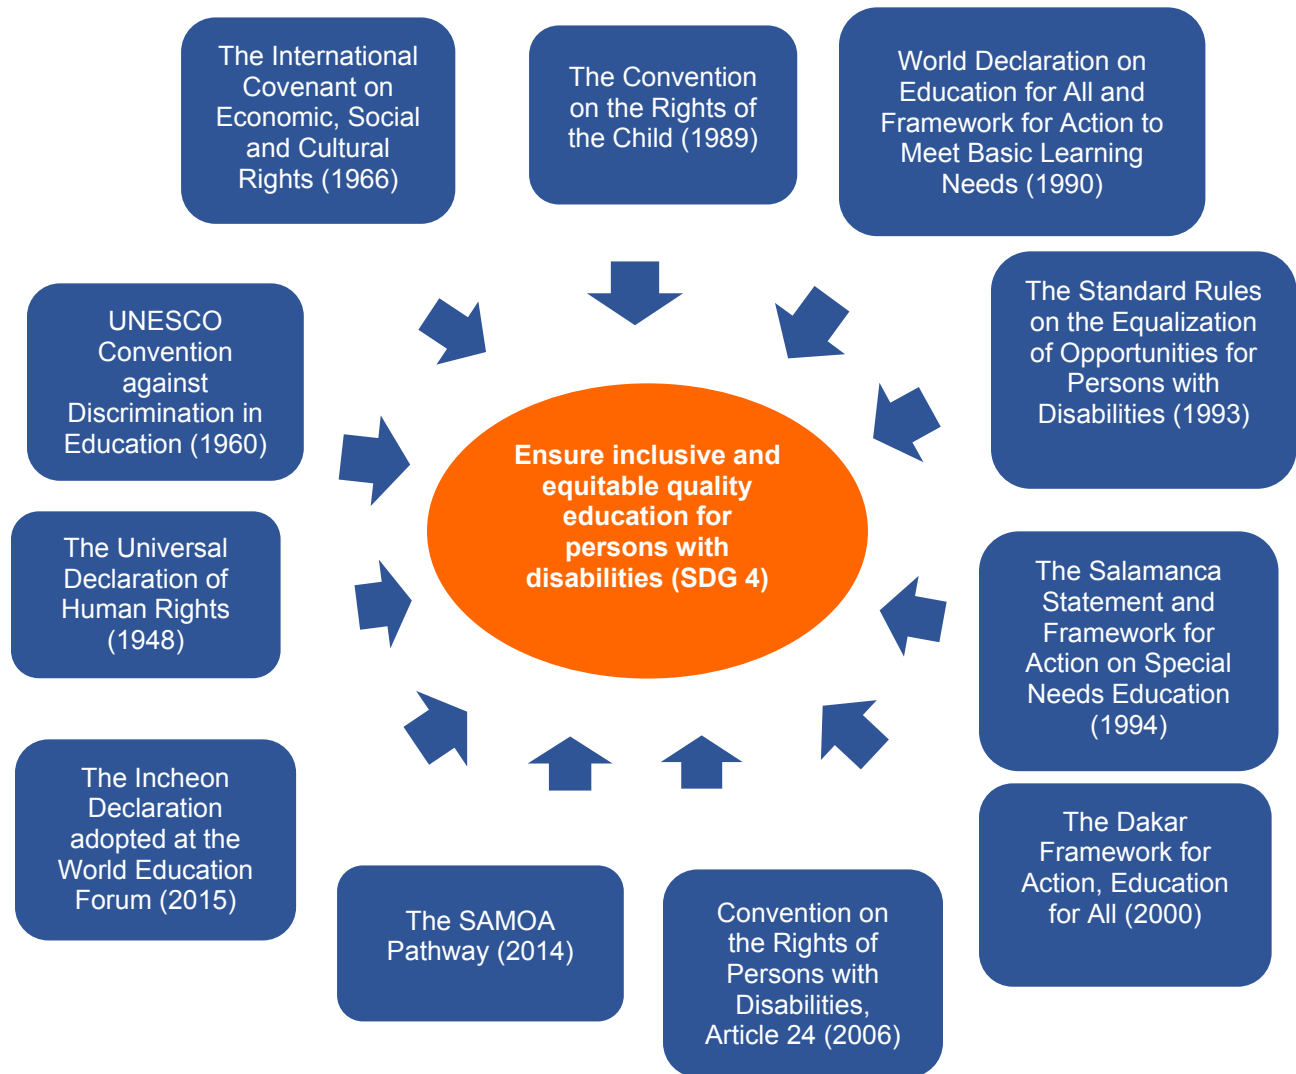 The International
Covenant on
Economic, Social
and Cultural
Rights (1966)
The Convention
on the Rights of
the Child (1989)
World Declaration on
Education for All and
Framework for Action to
Meet Basic Learning
Needs (1990)
UNESCO
Convention
against
Discrimination in
Education (1960)
The Standard Rules
on the Equalization
of Opportunities for
Persons with
Disabilities (1993)
Ensure inclusive and
equitable quality
education for
persons with
disabilities (SDG 4)
The Universal
Declaration of
Human Rights
(1948)
The Salamanca
Statement and
Framework for
Action on Special
Needs Education
(1994)
The Incheon
Declaration
adopted at the
World Education
Forum (2015)
The SAMOA
Pathway (2014)
Convention on
the Rights of
Persons with
Disabilities,
Article 24 (2006)
The Dakar
Framework for
Action, Education
for All (2000)